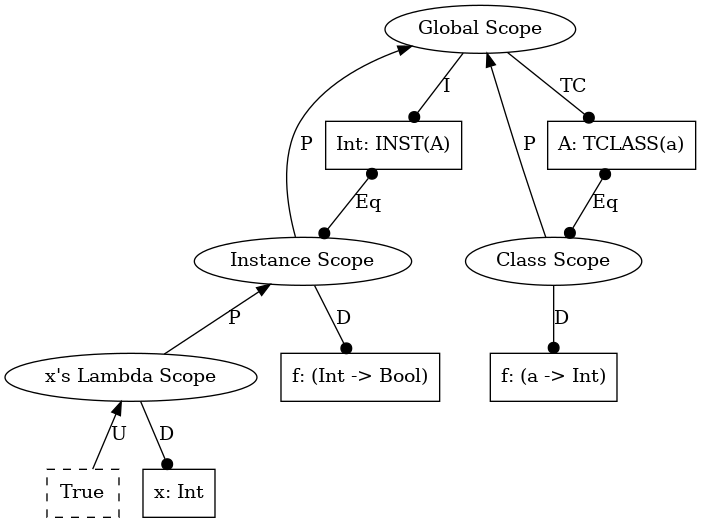 Global Scope
I
TC
P
Int: INST(A)
P
A: TCLASS(a)
Eq
Eq
Instance Scope
Class Scope
P
D
D
x's Lambda Scope
f: (Int -> Bool)
f: (a -> Int)
U
D
True
x: Int